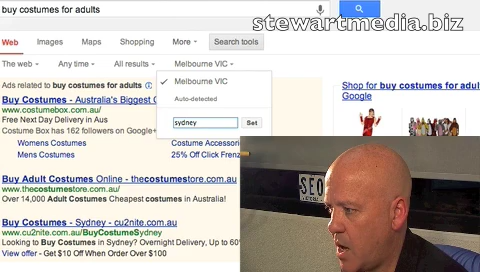 buy costumes for adults
stewartmedia.biz
Web Images Maps Shopping More Search tools
The web Any time All results Melbourne VIC
Melbourne VIC
Auto-detected
sydney Set
Ads related to buy costumes for adults
Buy Costumes - Australia's Biggest
www.costumebox.com.au/
Free Next Day Delivery in Aus
Costume Box has 162 followers on Google+
Womens Costumes Costume Accessor
Mens Costumes 25% Off Click Frenz
Buy Adult Costumes Online - thecostumestore.com.au
www.thecostumestore.com.au/
Over 14,000 Adult Costumes Cheapest costumes in Australia!
Buy Costumes - Sydney - cu2nite.com.au
www.cu2nite.com.au/BuyCostumeSydney
Looking to Buy Costumes in Sydney? Overnight Delivery, Up to 60%
View offer - Get $10 Off When Order Over $100
Shop for buy costumes for adults
Google
SEO